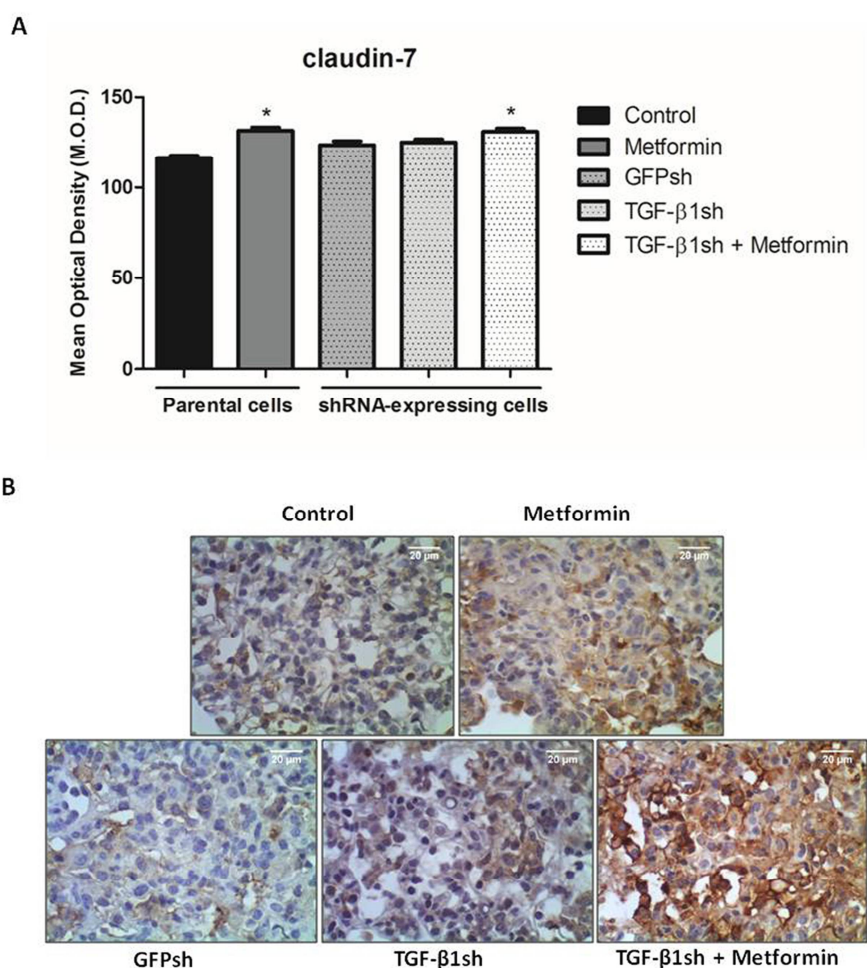 A
claudin-7
Mean Optical Density (M.O.D.)
150
100
50
0
*
*
Parental cells
shRNA-expressing cells
Control
Metformin
GFPsh
TGF-β1sh
TGF-β1sh + Metformin
B
Control
Metformin
20 µm
20 µm
20 µm
20 µm
20 µm
GFPsh
TGF-β1sh
TGF-β1sh + Metformin